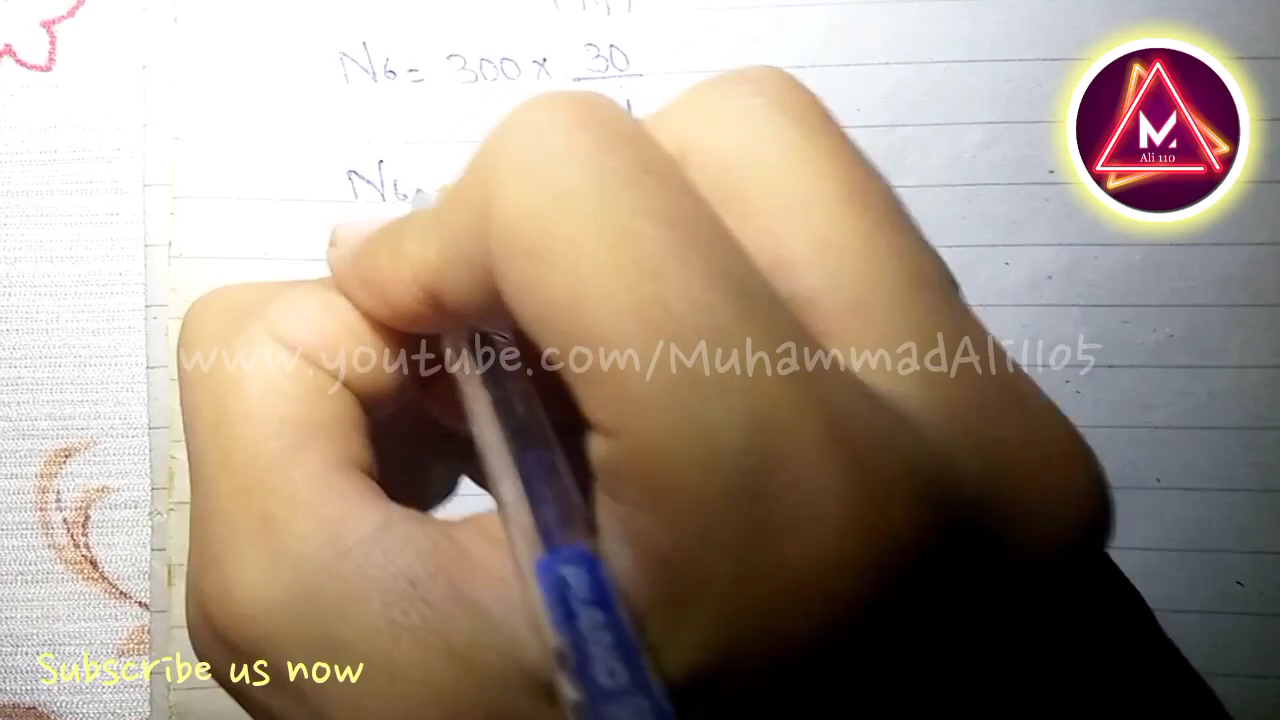 N6 = 300 × 30
N6
M
Ali 110
www.youtube.com/MuhammadAli1105
Subscribe us now